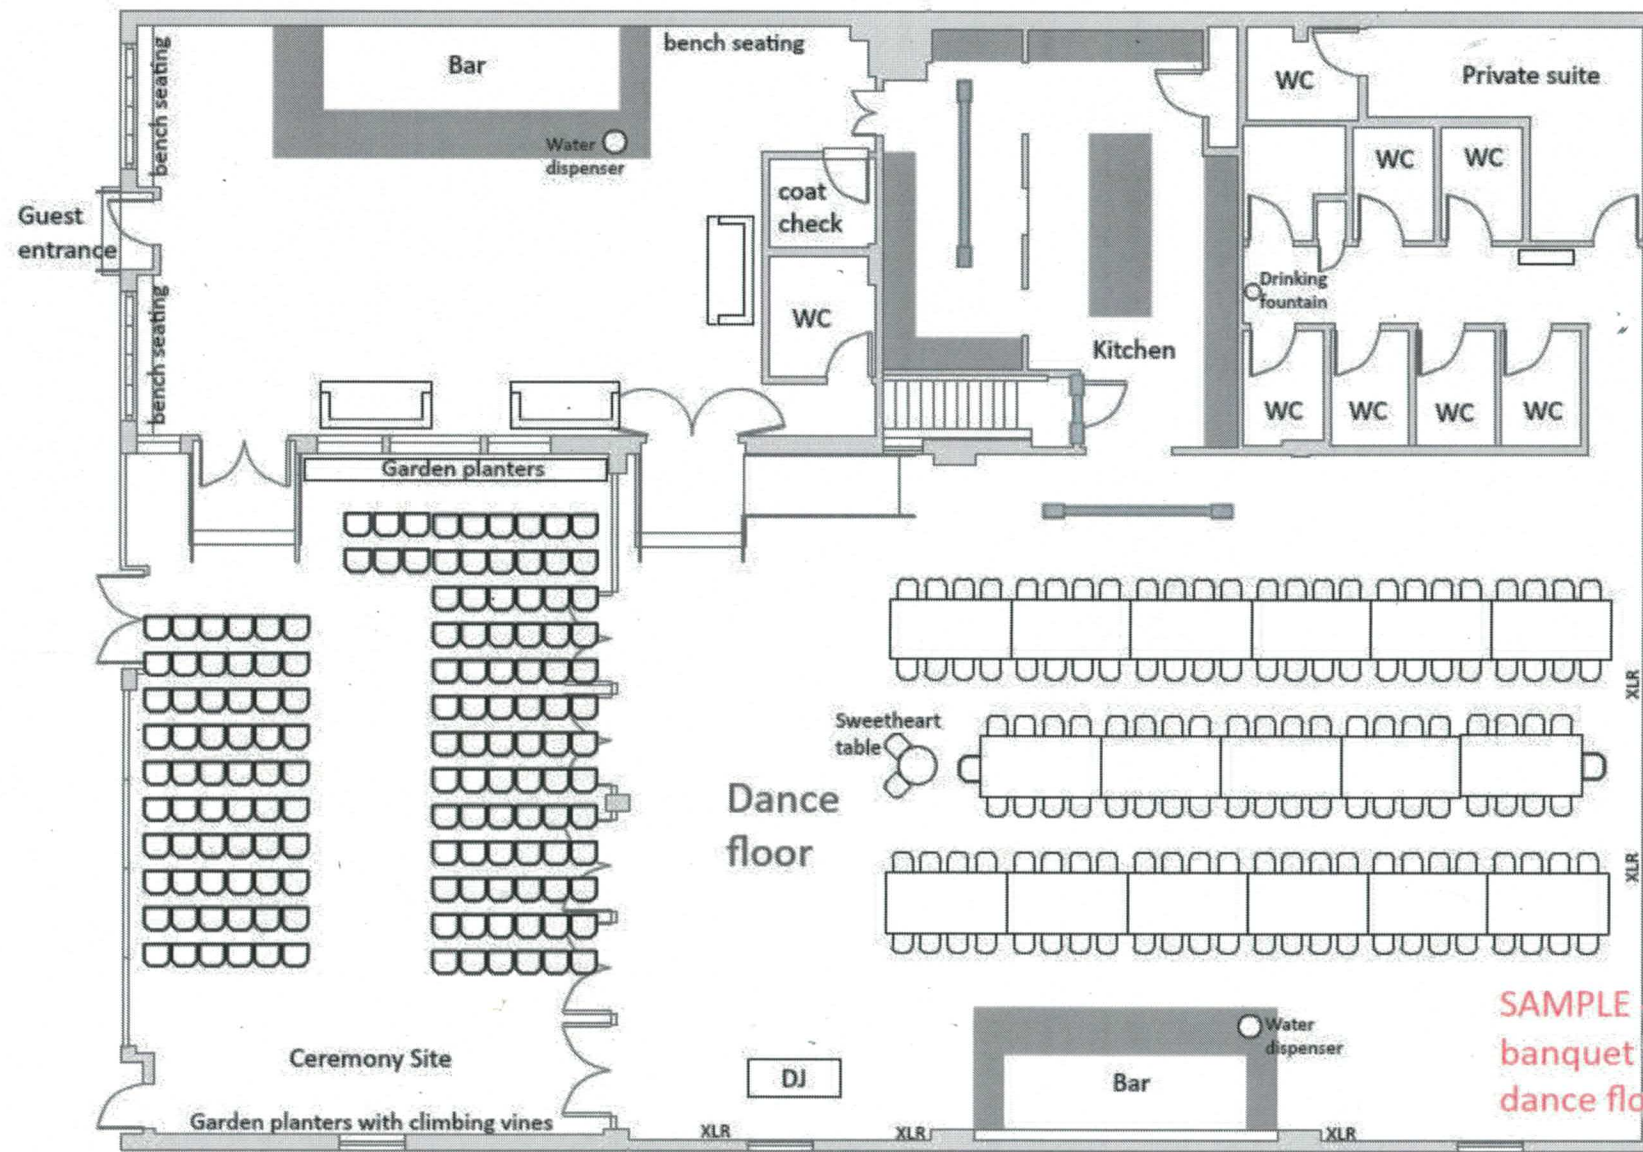 bench seating
Bar
bench seating
WC
Private suite
Water
dispenser
WC
WC
coat
check
Guest
entrance
Drinking
fountain
WC
bench seating
Kitchen
WC
WC
WC
WC
Garden planters
XLR
Sweetheart
table
Dance
floor
XLR
SAMPLE
banquet
dance flo
Water
dispenser
Ceremony Site
DJ
Bar
Garden planters with climbing vines
XLR
XLR
XLR